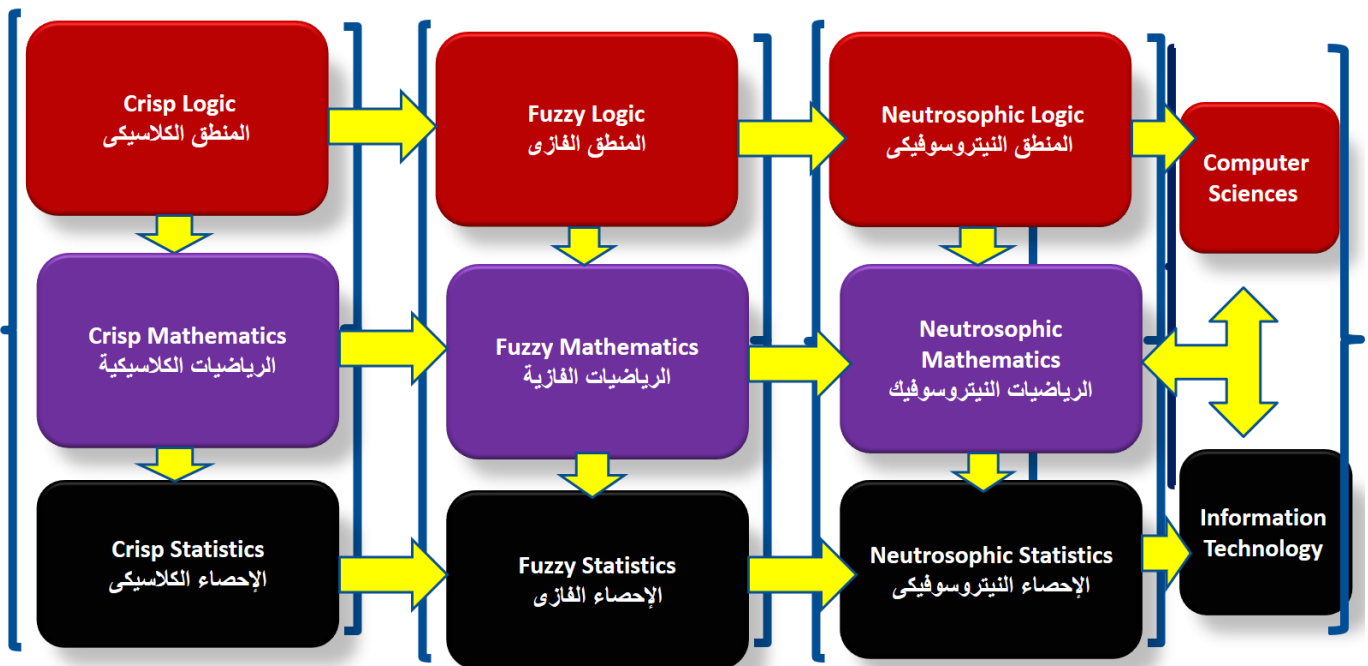 Crisp Logic
المنطق الكلاسيكى
Fuzzy Logic
المنطق الفازى
Neutrosophic Logic
المنطق النيتروسوفيكى
Computer
Sciences
Crisp Mathematics
الرياضيات الكلاسيكية
Fuzzy Mathematics
الرياضيات الفازية
Neutrosophic
Mathematics
الرياضيات النيتروسوفيك
Crisp Statistics
الإحصاء الكلاسيكى
Fuzzy Statistics
الإحصاء الفازى
Neutrosophic Statistics
الإحصاء النيتروسوفيكى
Information
Technology